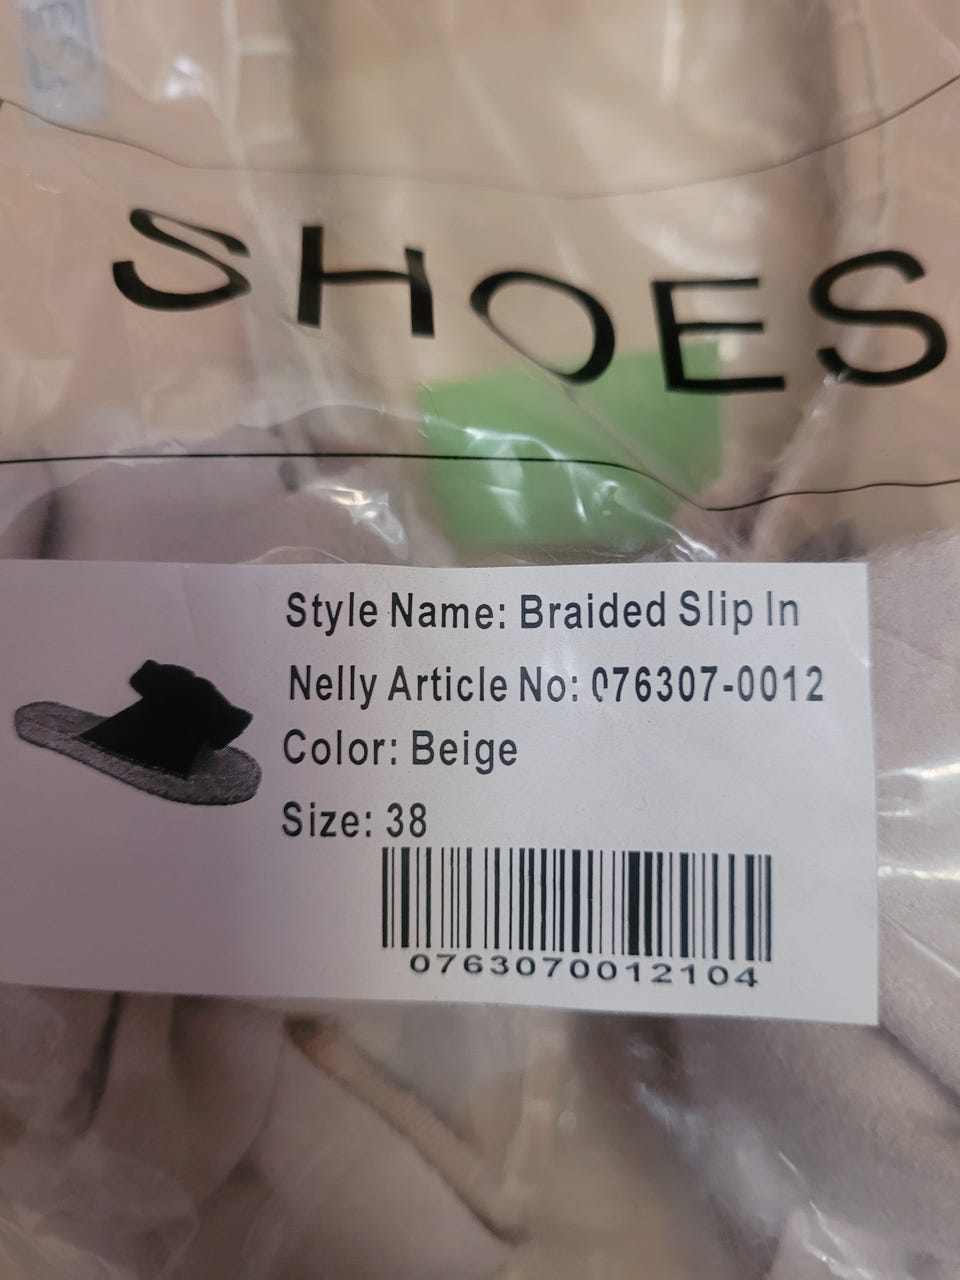 SHOES
Style Name: Braided Slip In
Nelly Article No: 076307-0012
Color: Beige
Size: 38
0763070012104